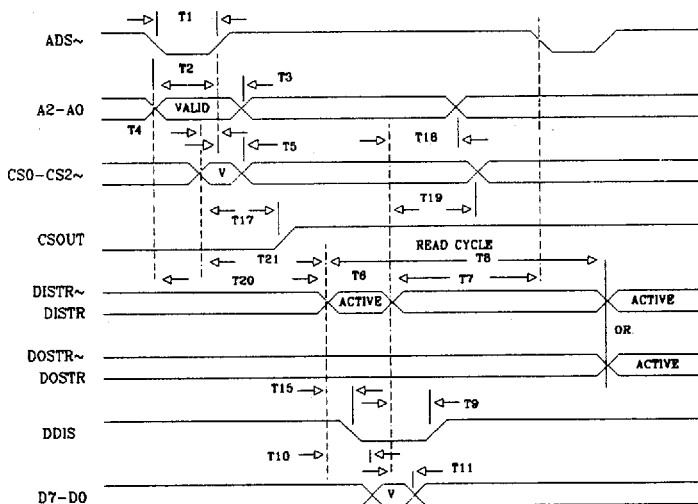 T1
ADS~
T2
T3
A2-A0
VALID
T4
T18
T5
CS0-CS2~
V
T17
T19
CSOUT
READ CYCLE
T21
T8
T20
T6
T7
DISTR~
DISTR
ACTIVE
ACTIVE
OR
DOSTR~
DOSTR
ACTIVE
T15
T9
DDIS
T10
T11
D7-D0
V